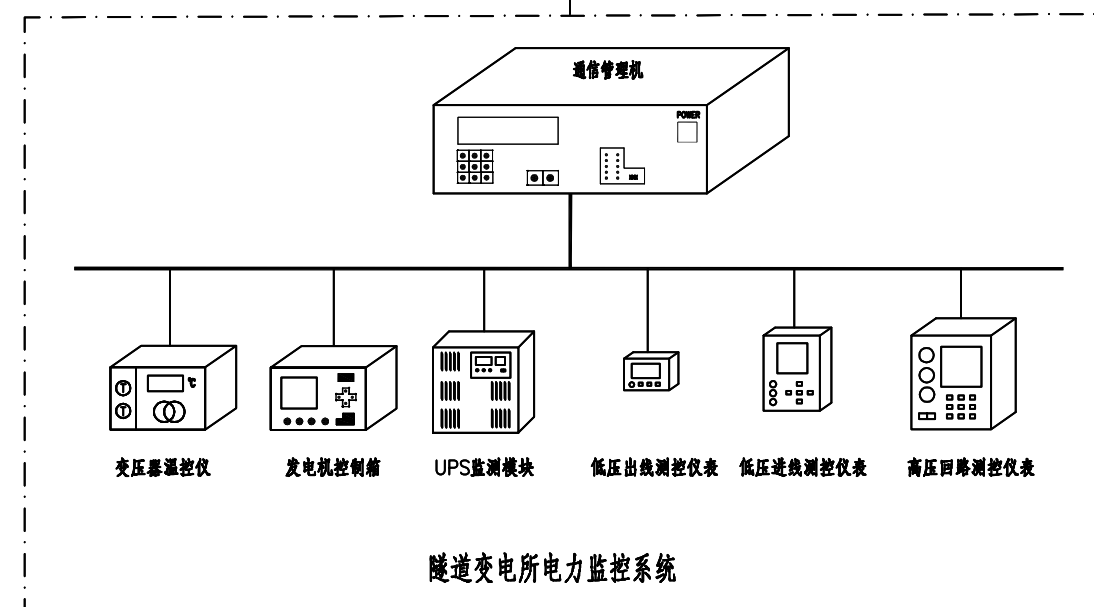 通信管理机
POWER
℃
T
T
变压器温控仪
发电机控制箱
UPS监测模块
低压出线测控仪表
低压进线测控仪表
高压回路测控仪表
隧道变电所电力监控系统